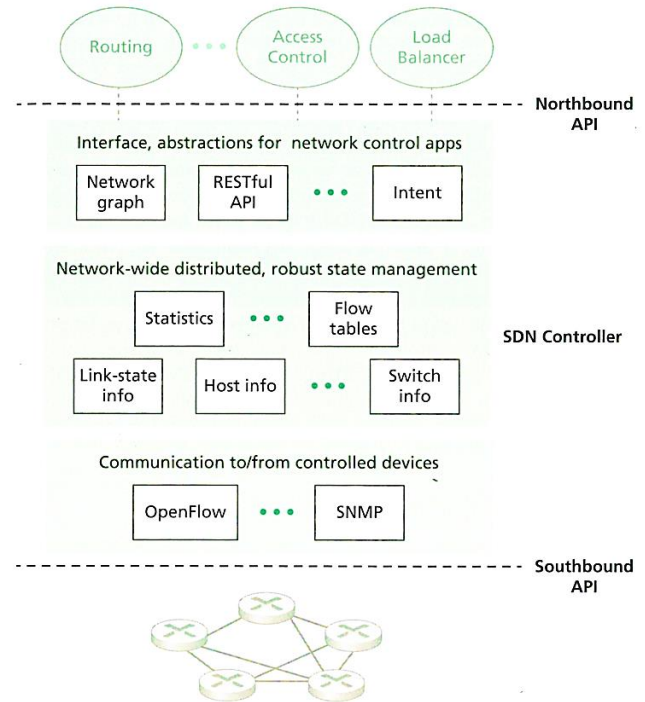 Routing
Access
Control
Load
Balancer
Northbound
API
Interface, abstractions for network control apps
Network
graph
RESTful
API
Intent
Network-wide distributed, robust state management
Statistics
Flow
tables
SDN Controller
Link-state
info
Host info
Switch
info
Communication to/from controlled devices
OpenFlow
SNMP
Southbound
API